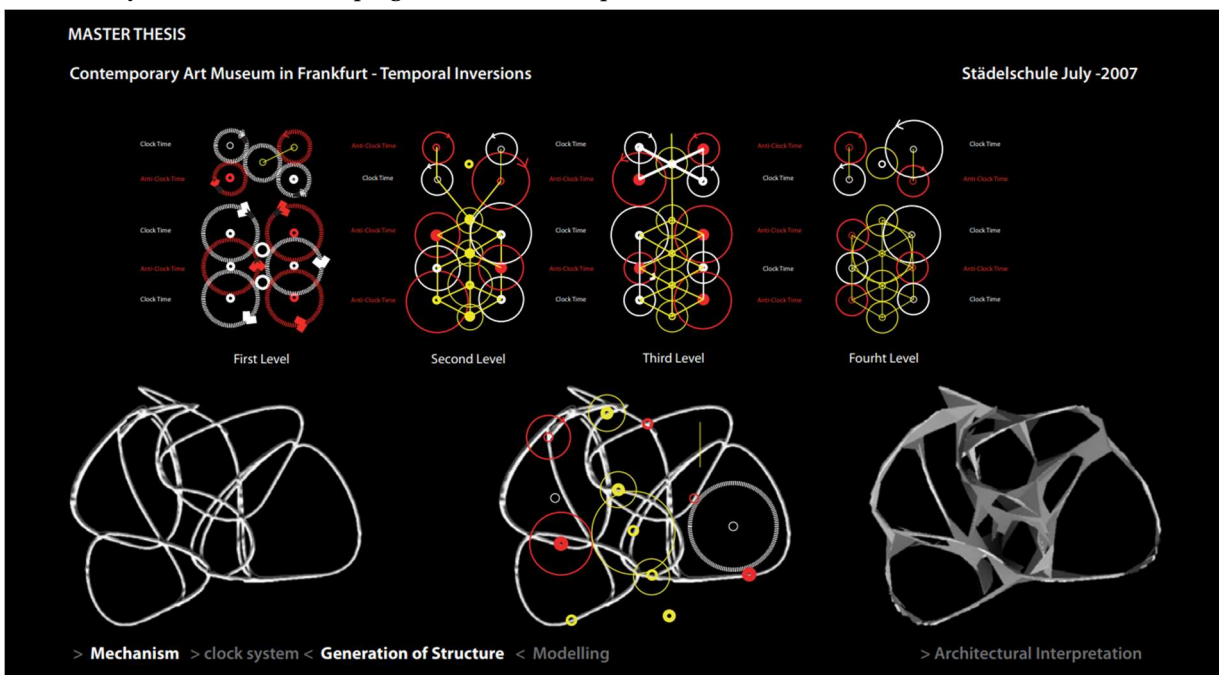 MASTER THESIS
Contemporary Art Museum in Frankfurt - Temporal Inversions
Städelschule July -2007
Clock Time Anti-Clock Time Clock Time Anti-Clock Time Clock Time
Anti-Clock Time Clock Time Anti-Clock Time Clock Time Anti-Clock Time
Clock Time Anti-Clock Time Clock Time Anti-Clock Time Clock Time
Anti-Clock Time Anti-Clock Time Clock Time Clock Time Anti-Clock Time
Clock Time Anti-Clock Time Clock Time Anti-Clock Time Clock Time
First Level Second Level Third Level Fourht Level
> Mechanism > clock system < Generation of Structure < Modelling > Architectural Interpretation